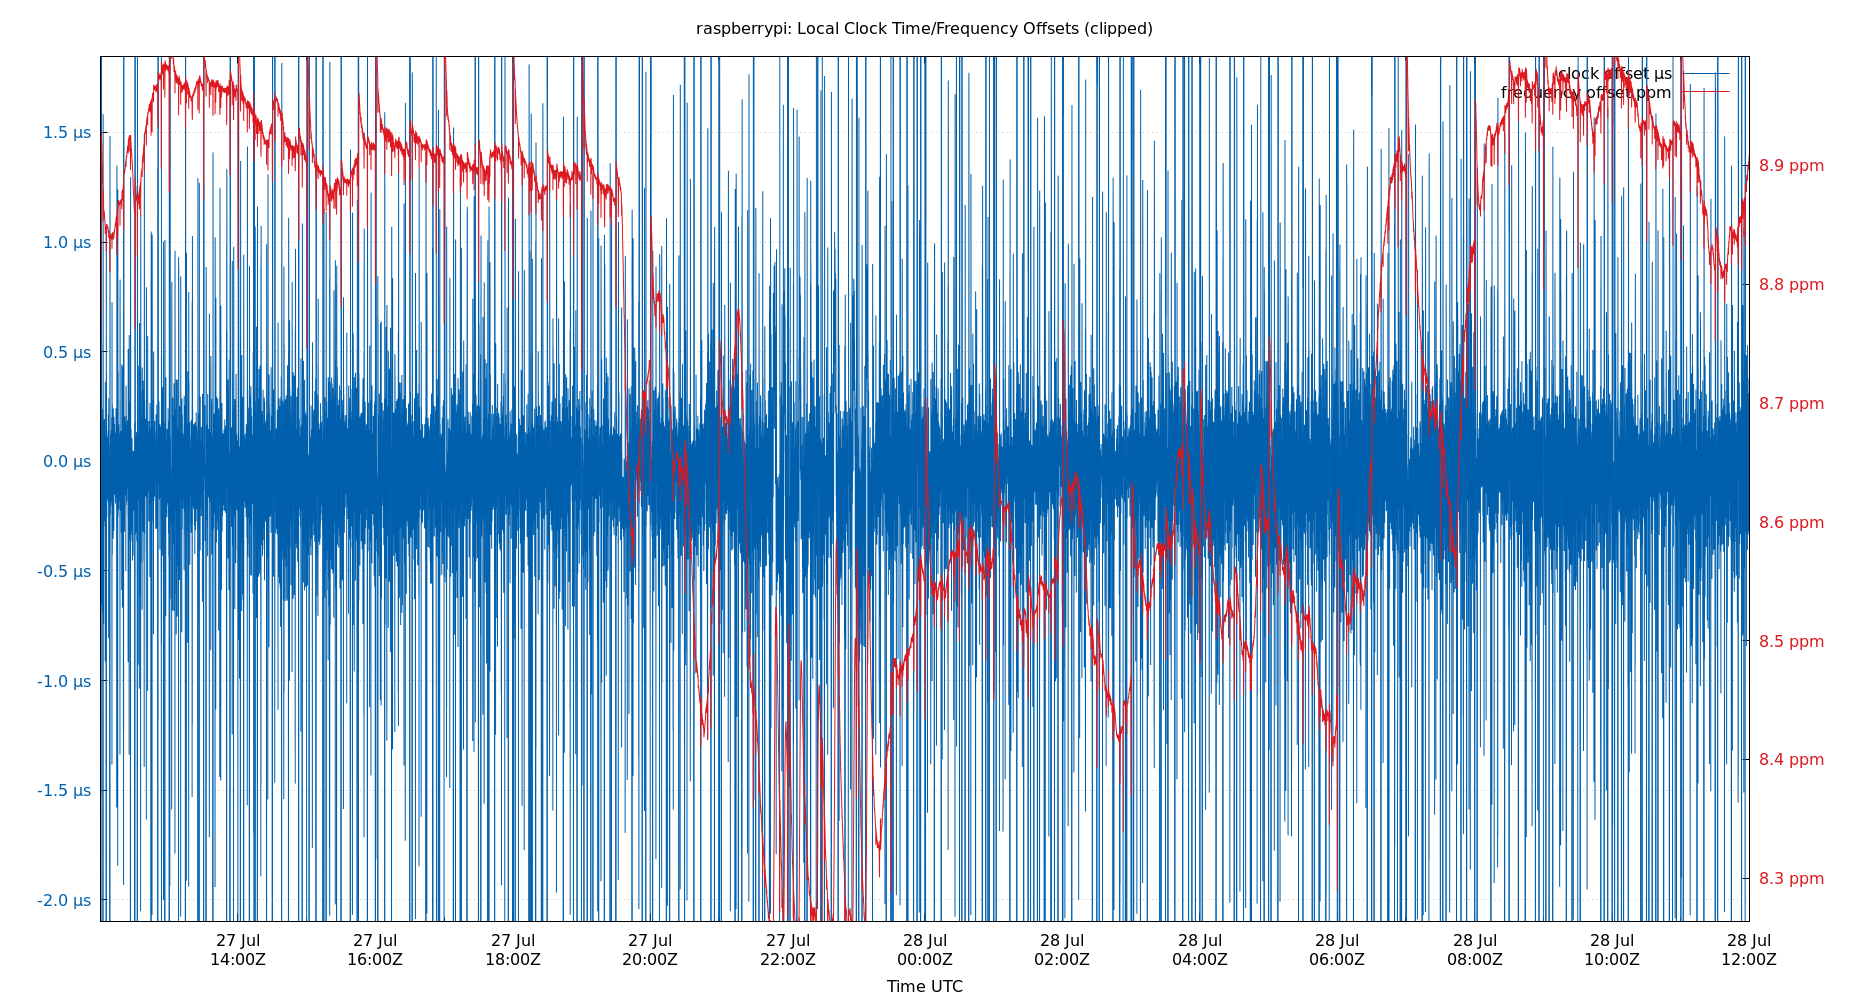 raspberrypi: Local Clock Time/Frequency Offsets (clipped)
clock offset µs
frequency offset ppm
1.5 µs
1.0 µs
0.5 µs
0.0 µs
-0.5 µs
-1.0 µs
-1.5 µs
-2.0 µs
8.9 ppm
8.8 ppm
8.7 ppm
8.6 ppm
8.5 ppm
8.4 ppm
8.3 ppm
27 Jul 27 Jul 27 Jul 27 Jul 27 Jul 28 Jul 28 Jul 28 Jul 28 Jul 28 Jul 28 Jul 28 Jul
14:00Z 16:00Z 18:00Z 20:00Z 22:00Z 00:00Z 02:00Z 04:00Z 06:00Z 08:00Z 10:00Z 12:00Z
Time UTC